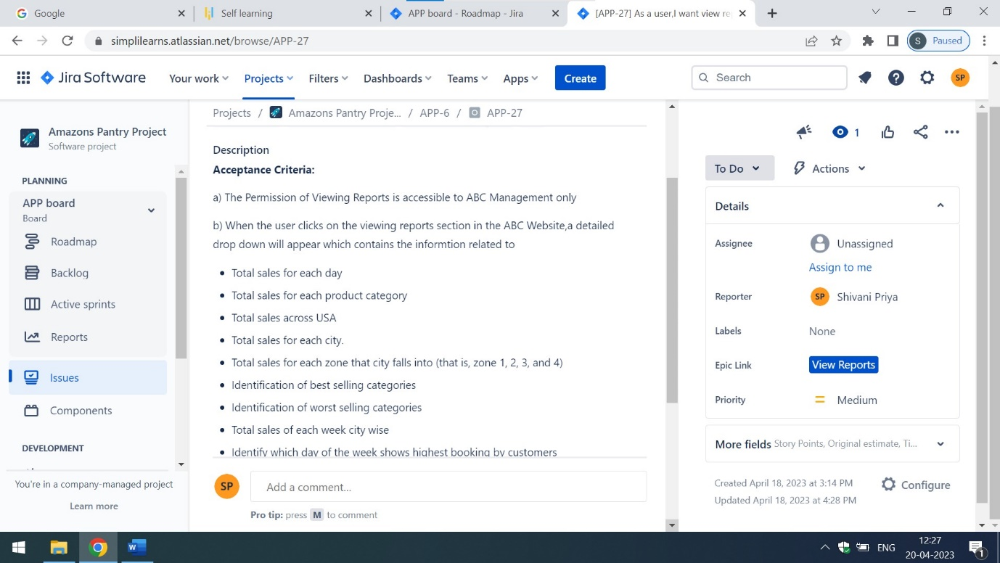 Google
Self learning
APP board - Roadmap - Jira
[APP-27] As a user,I want view re
simplilearns.atlassian.net/browse/APP-27
S Paused
Jira Software
Your work
Projects
Filters
Dashboards
Teams
Apps
Create
Search
SP
Amazons Pantry Project
Software project
PLANNING
APP board
Board
Roadmap
Backlog
Active sprints
Reports
Issues
Components
DEVELOPMENT
You're in a company-managed project
Learn more
Projects / Amazons Pantry Proje... / APP-6 / APP-27
Description
Acceptance Criteria:
a) The Permission of Viewing Reports is accessible to ABC Management only
b) When the user clicks on the viewing reports section in the ABC Website,a detailed
drop down will appear which contains the informtion related to
• Total sales for each day
• Total sales for each product category
• Total sales across USA
• Total sales for each city.
• Total sales for each zone that city falls into (that is, zone 1, 2, 3, and 4)
• Identification of best selling categories
• Identification of worst selling categories
• Total sales of each week city wise
• Identify which day of the week shows highest booking by customers
SP
Add a comment...
Pro tip: press M to comment
1
To Do
Actions
Details
Assignee
Unassigned
Assign to me
Reporter
SP Shivani Priya
Labels
None
Epic Link
View Reports
Priority
Medium
More fields Story Points, Original estimate, Ti...
Created April 18, 2023 at 3:14 PM
Updated April 18, 2023 at 4:28 PM
Configure
W
ENG
12:27
20-04-2023
1